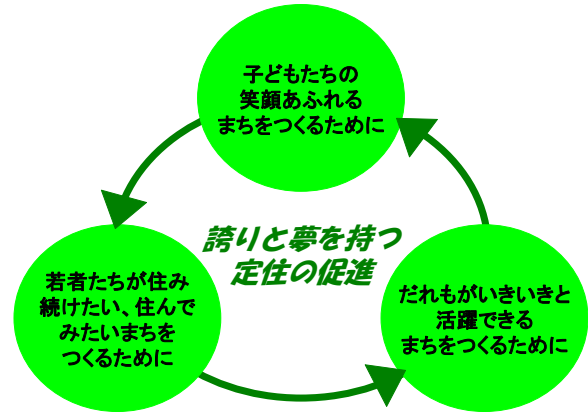 子どもたちの
笑顔あふれる
まちをつくるために
誇りと夢を持つ
定住の促進
若者たちが住み
続けたい、住んで
みたいまちを
つくるために
だれもがいきいきと
活躍できる
まちをつくるために